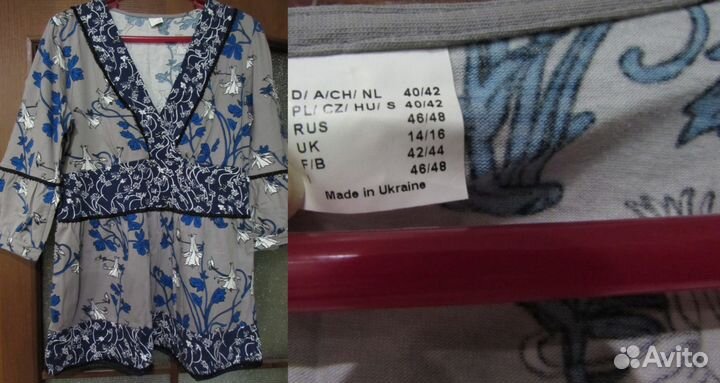 D/ A/CH/ NL 40/42
PL/ CZ/ HU/ S 40/42
RUS 46/48
UK 14/16
F/B 42/44
I 46/48
Made in Ukraine
Avito